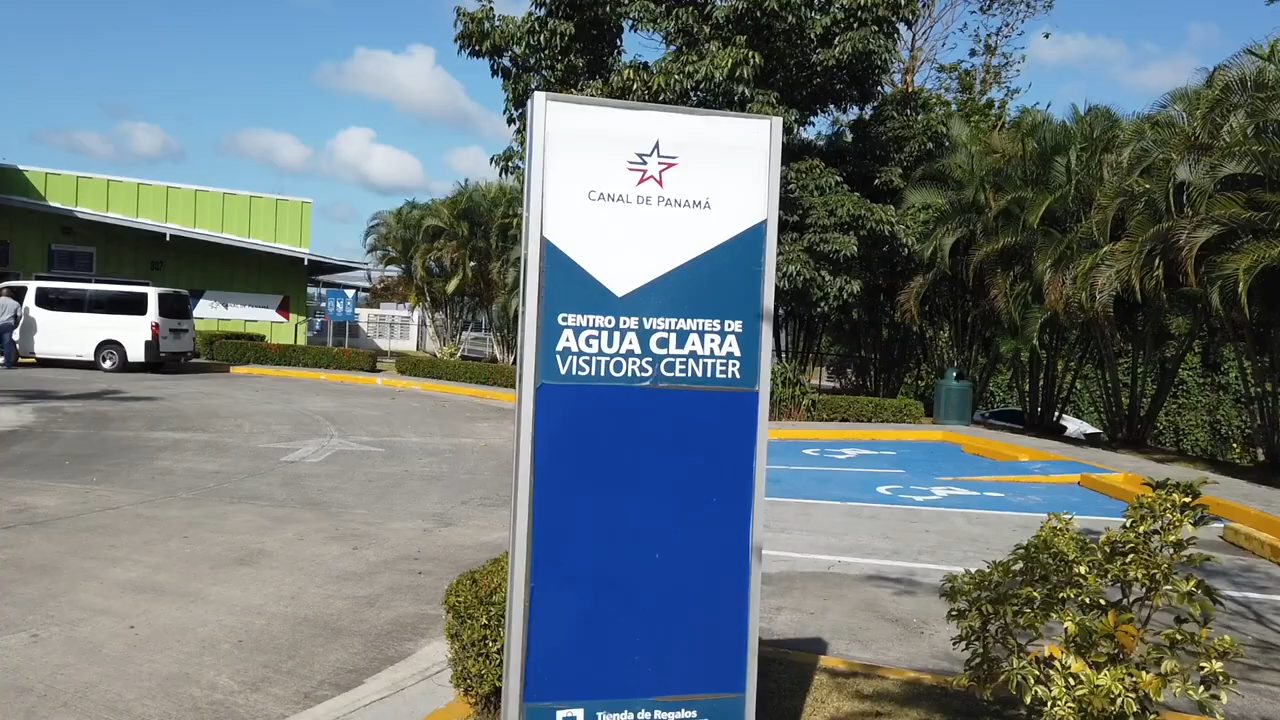 CANAL DE PANAMÁ
CENTRO DE VISITANTES DE
AGUA CLARA
VISITORS CENTER
Tienda de Regalos